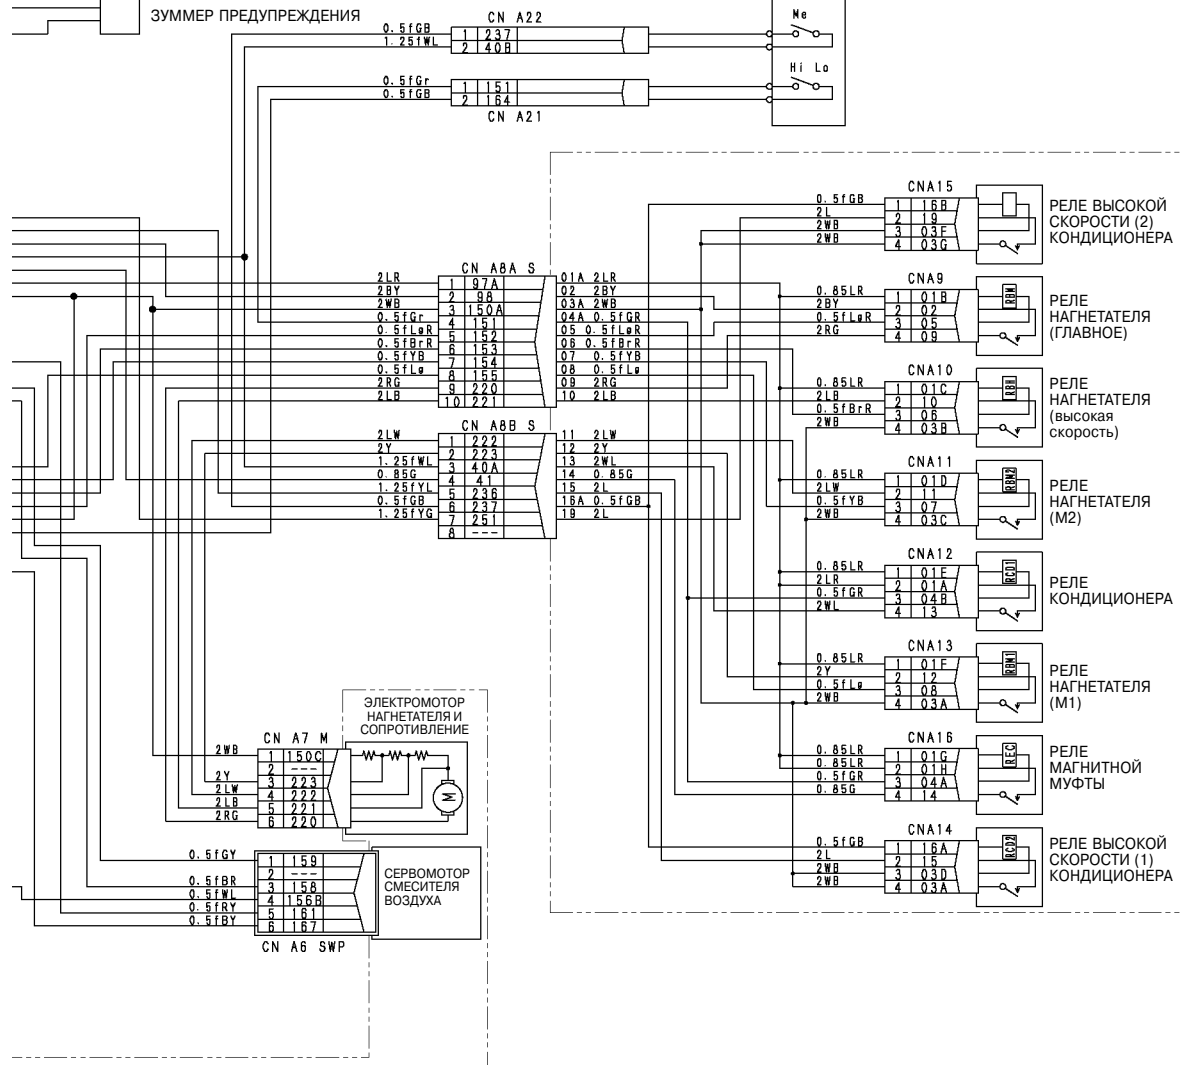 ЗУММЕР ПРЕДУПРЕЖДЕНИЯ
CN A22
0.5fGB 1 237
1.25fWL 2 40B
Me
Hi Lo
0.5fGr 1 151
0.5fGB 2 164
CN A21
CN A8A S
2LR 1 97A 01A 2LR
2BY 2 98 02 2BY
2WB 3 150A 03A 2WB
0.5fGr 4 151 04A 0.5fGR
0.5fLgR 5 152 05 0.5fLgR
0.5fBrR 6 153 06 0.5fBrR
0.5fYB 7 154 07 0.5fYB
0.5fLg 8 155 08 0.5fLg
2RG 9 220 09 2RG
2LB 10 221 10 2LB
CN A8B S
2LW 1 222 11 2LW
2Y 2 223 12 2Y
1.25fWL 3 40A 13 2WL
0.85G 4 41 14 0.85G
1.25fYL 5 236 15 2L
0.5fGB 6 237 16A 0.5fGB
1.25fYG 7 251 19 2L
8 ---
CNA15
0.5fGB 1 16B
2L 2 19
2WB 3 03F
2WB 4 03G
РЕЛЕ ВЫСОКОЙ
СКОРОСТИ (2)
КОНДИЦИОНЕРА
CNA9
0.85LR 1 01B
2BY 2 02
0.5fLgR 3 05
2RG 4 09
RBM
РЕЛЕ
НАГНЕТАТЕЛЯ
(ГЛАВНОЕ)
CNA10
0.85LR 1 01C
2LB 2 10
0.5fBrR 3 06
2WB 4 03B
RBH
РЕЛЕ
НАГНЕТАТЕЛЯ
(высокая
скорость)
CNA11
0.85LR 1 01D
2LW 2 11
0.5fYB 3 07
2WB 4 03C
RBM2
РЕЛЕ
НАГНЕТАТЕЛЯ
(М2)
CNA12
0.85LR 1 01E
2LR 2 01A
0.5fGR 3 04B
2WL 4 13
RCD1
РЕЛЕ
КОНДИЦИОНЕРА
CNA13
0.85LR 1 01F
2Y 2 12
0.5fLg 3 08
2WB 4 03A
RBM1
РЕЛЕ
НАГНЕТАТЕЛЯ
(М1)
CNA16
0.85LR 1 01G
0.85LR 2 01H
0.5fGR 3 04A
0.85G 4 14
REC
РЕЛЕ
МАГНИТНОЙ
МУФТЫ
CNA14
0.5fGB 1 16A
2L 2 15
2WB 3 03D
2WB 4 03A
RCD2
РЕЛЕ ВЫСОКОЙ
СКОРОСТИ (1)
КОНДИЦИОНЕРА
ЭЛЕКТРОМОТОР
НАГНЕТАТЕЛЯ И
СОПРОТИВЛЕНИЕ
CN A7 M
2WB 1 150C
2 ---
2Y 3 223
2LW 4 222
2LB 5 221
2RG 6 220
M
0.5fGY 1 159
2 ---
0.5fBR 3 158
0.5fWL 4 156B
0.5fRY 5 161
0.5fBY 6 167
CN A6 SWP
СЕРВОМОТОР
СМЕСИТЕЛЯ
ВОЗДУХА